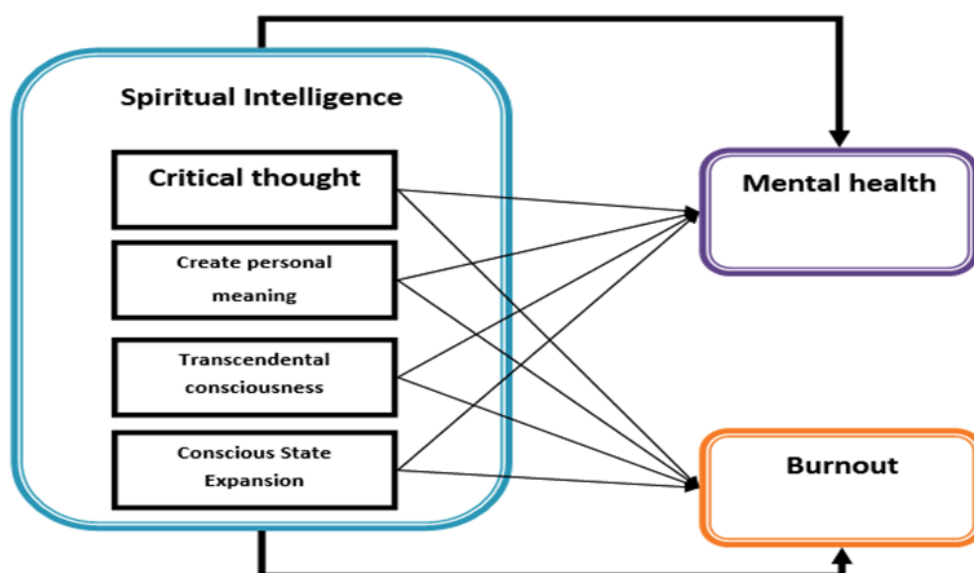 Spiritual Intelligence
Critical thought
Create personal
meaning
Transcendental
consciousness
Conscious State
Expansion
Mental health
Burnout